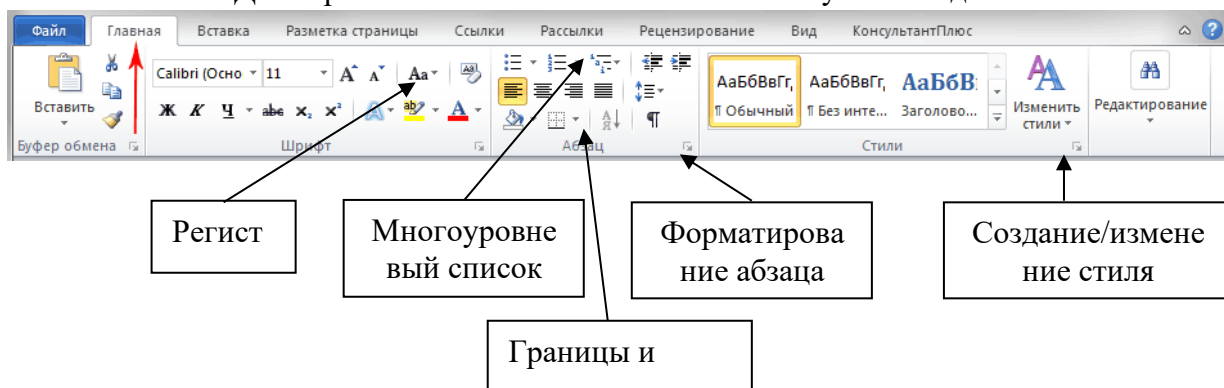 Файл Главная Вставка Разметка страницы Ссылки Рассылки Рецензирование Вид КонсультантПлюс
Calibri (Осно 11 Аа
Вставить
Ж К Ч abc x₂ x² ab A
АаБбВвГг, АаБбВвГг, АаБбВ
¶ Обычный ¶ Без инте... Заголово...
Изменить
стили
Редактирование
Буфер обмена Шрифт Абзац Стили
Регист
Многоуровне
вый список
Форматирова
ние абзаца
Создание/измене
ние стиля
Границы и